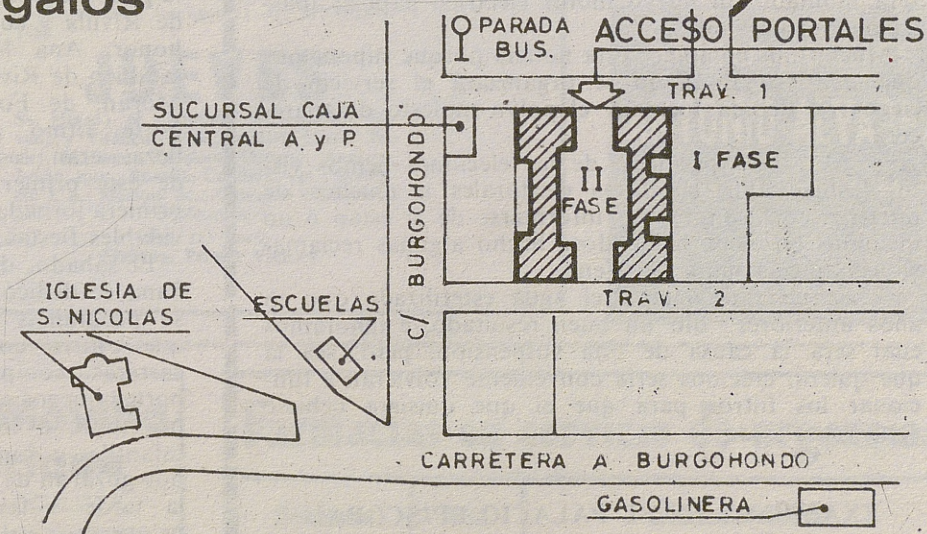 galos
PARADA
BUS.
ACCESO PORTALES
TRAV. 1
SUCURSAL CAJA
CENTRAL A. y P.
C/ BURGOHONDO
II
FASE
I FASE
TRAV. 2
IGLESIA DE
S. NICOLAS
ESCUELAS
CARRETERA A BURGOHONDO
GASOLINERA